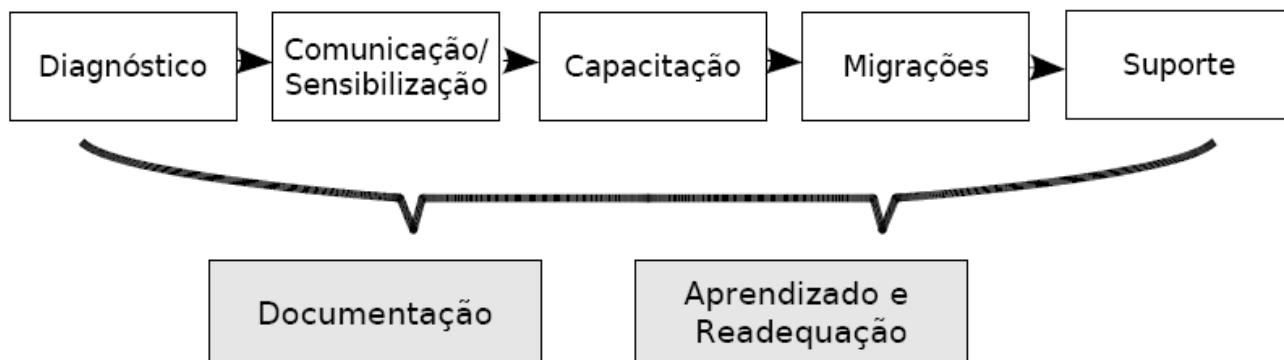 Diagnóstico
Comunicação/
Sensibilização
Capacitação
Migrações
Suporte
Documentação
Aprendizado e
Readequação